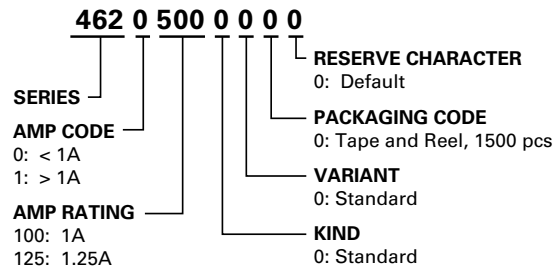 462 0 500 0 0 0 0
SERIES
AMP CODE
0: < 1A
1: > 1A
AMP RATING
100: 1A
125: 1.25A
RESERVE CHARACTER
0: Default
PACKAGING CODE
0: Tape and Reel, 1500 pcs
VARIANT
0: Standard
KIND
0: Standard